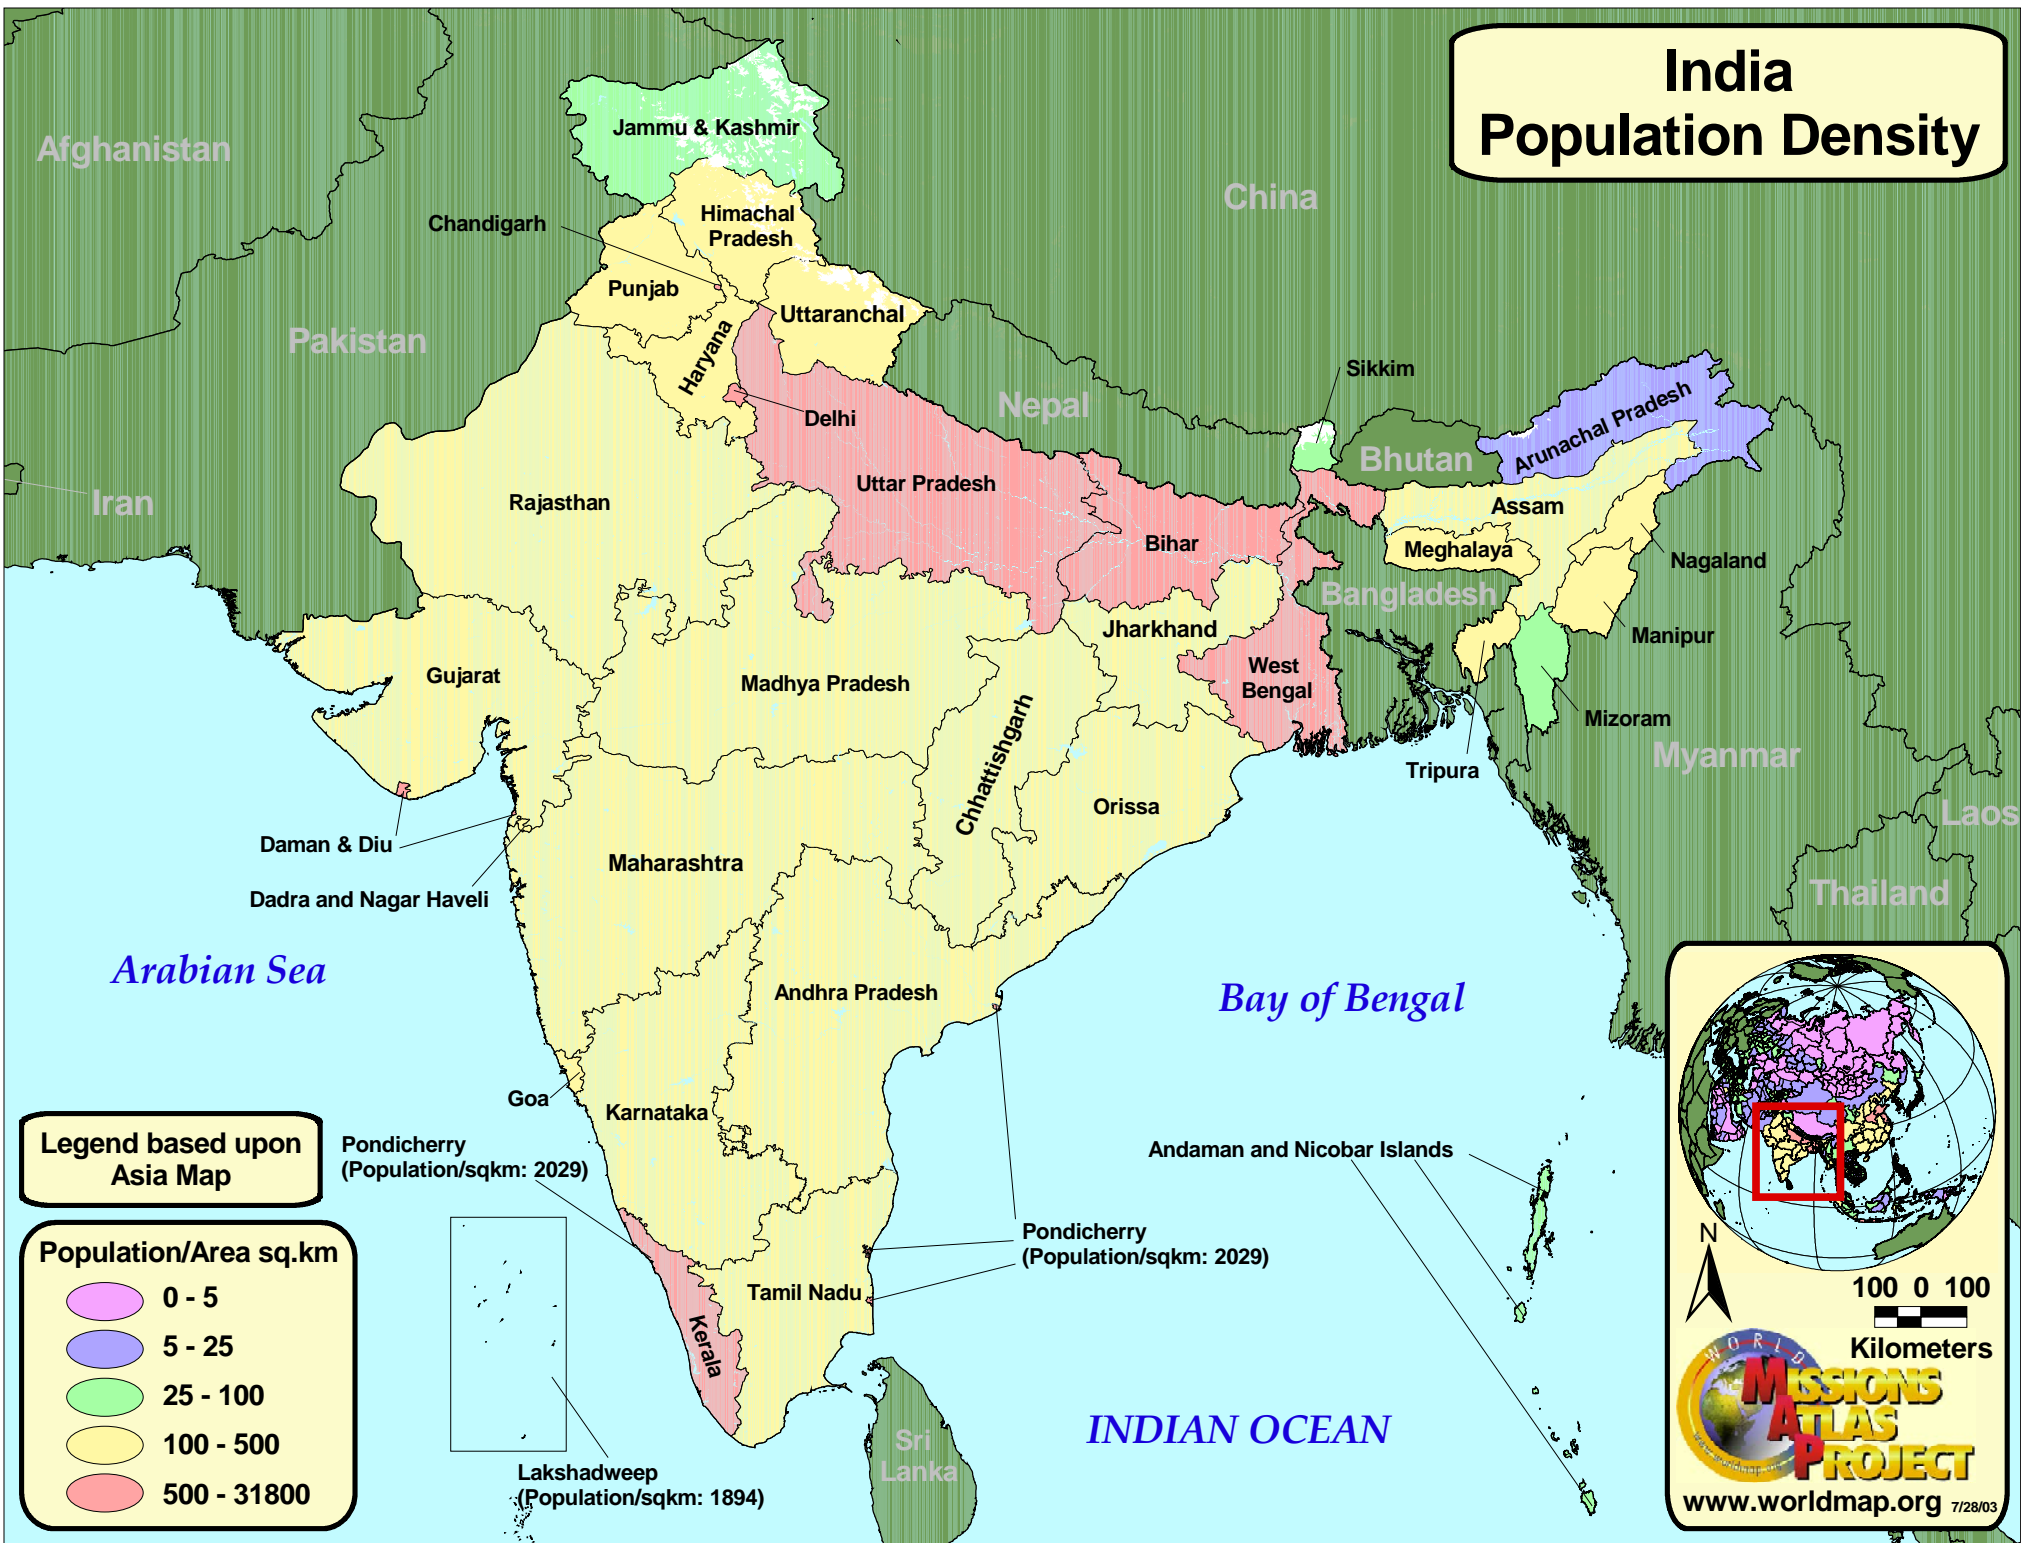 India
Population Density
Afghanistan
Jammu & Kashmir
China
Chandigarh
Himachal
Pradesh
Punjab
Uttaranchal
Pakistan
Haryana
Sikkim
Nepal
Delhi
Arunachal Pradesh
Bhutan
Iran
Rajasthan
Uttar Pradesh
Assam
Bihar
Meghalaya
Nagaland
Bangladesh
Jharkhand
Manipur
Gujarat
Madhya Pradesh
West
Bengal
Mizoram
Chhattishgarh
Myanmar
Tripura
Orissa
Laos
Daman & Diu
Maharashtra
Dadra and Nagar Haveli
Thailand
Arabian Sea
Andhra Pradesh
Bay of Bengal
Goa
Karnataka
Legend based upon
Asia Map
Pondicherry
(Population/sqkm: 2029)
Andaman and Nicobar Islands
Pondicherry
(Population/sqkm: 2029)
Tamil Nadu
Kerala
Population/Area sq.km
0 - 5
5 - 25
25 - 100
100 - 500
500 - 31800
INDIAN OCEAN
Sri
Lanka
Lakshadweep
(Population/sqkm: 1894)
N
100 0 100
Kilometers
WORLD
MISSIONS
ATLAS
PROJECT
www.worldmap.org
www.worldmap.org 7/28/03